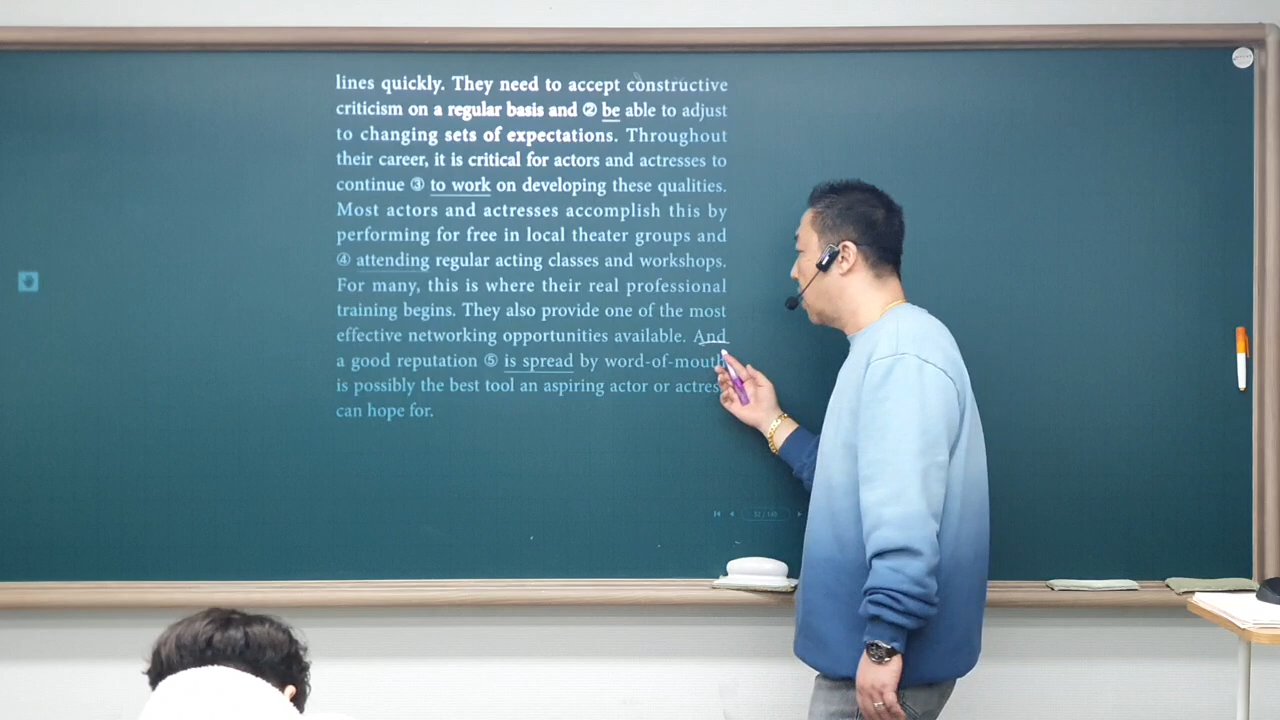 lines quickly. They need to accept constructive
criticism on a regular basis and ② be able to adjust
to changing sets of expectations. Throughout
their career, it is critical for actors and actresses to
continue ③ to work on developing these qualities.
Most actors and actresses accomplish this by
performing for free in local theater groups and
④ attending regular acting classes and workshops.
For many, this is where their real professional
training begins. They also provide one of the most
effective networking opportunities available. And
a good reputation ⑤ is spread by word-of-mouth
is possibly the best tool an aspiring actor or actress
can hope for.